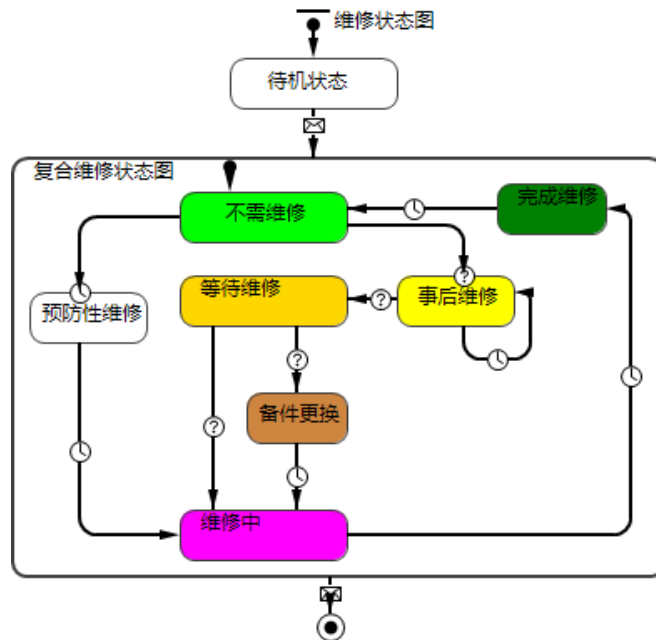 维修状态图
待机状态
复合维修状态图
完成维修
不需维修
等待维修
事后维修
预防性维修
备件更换
维修中